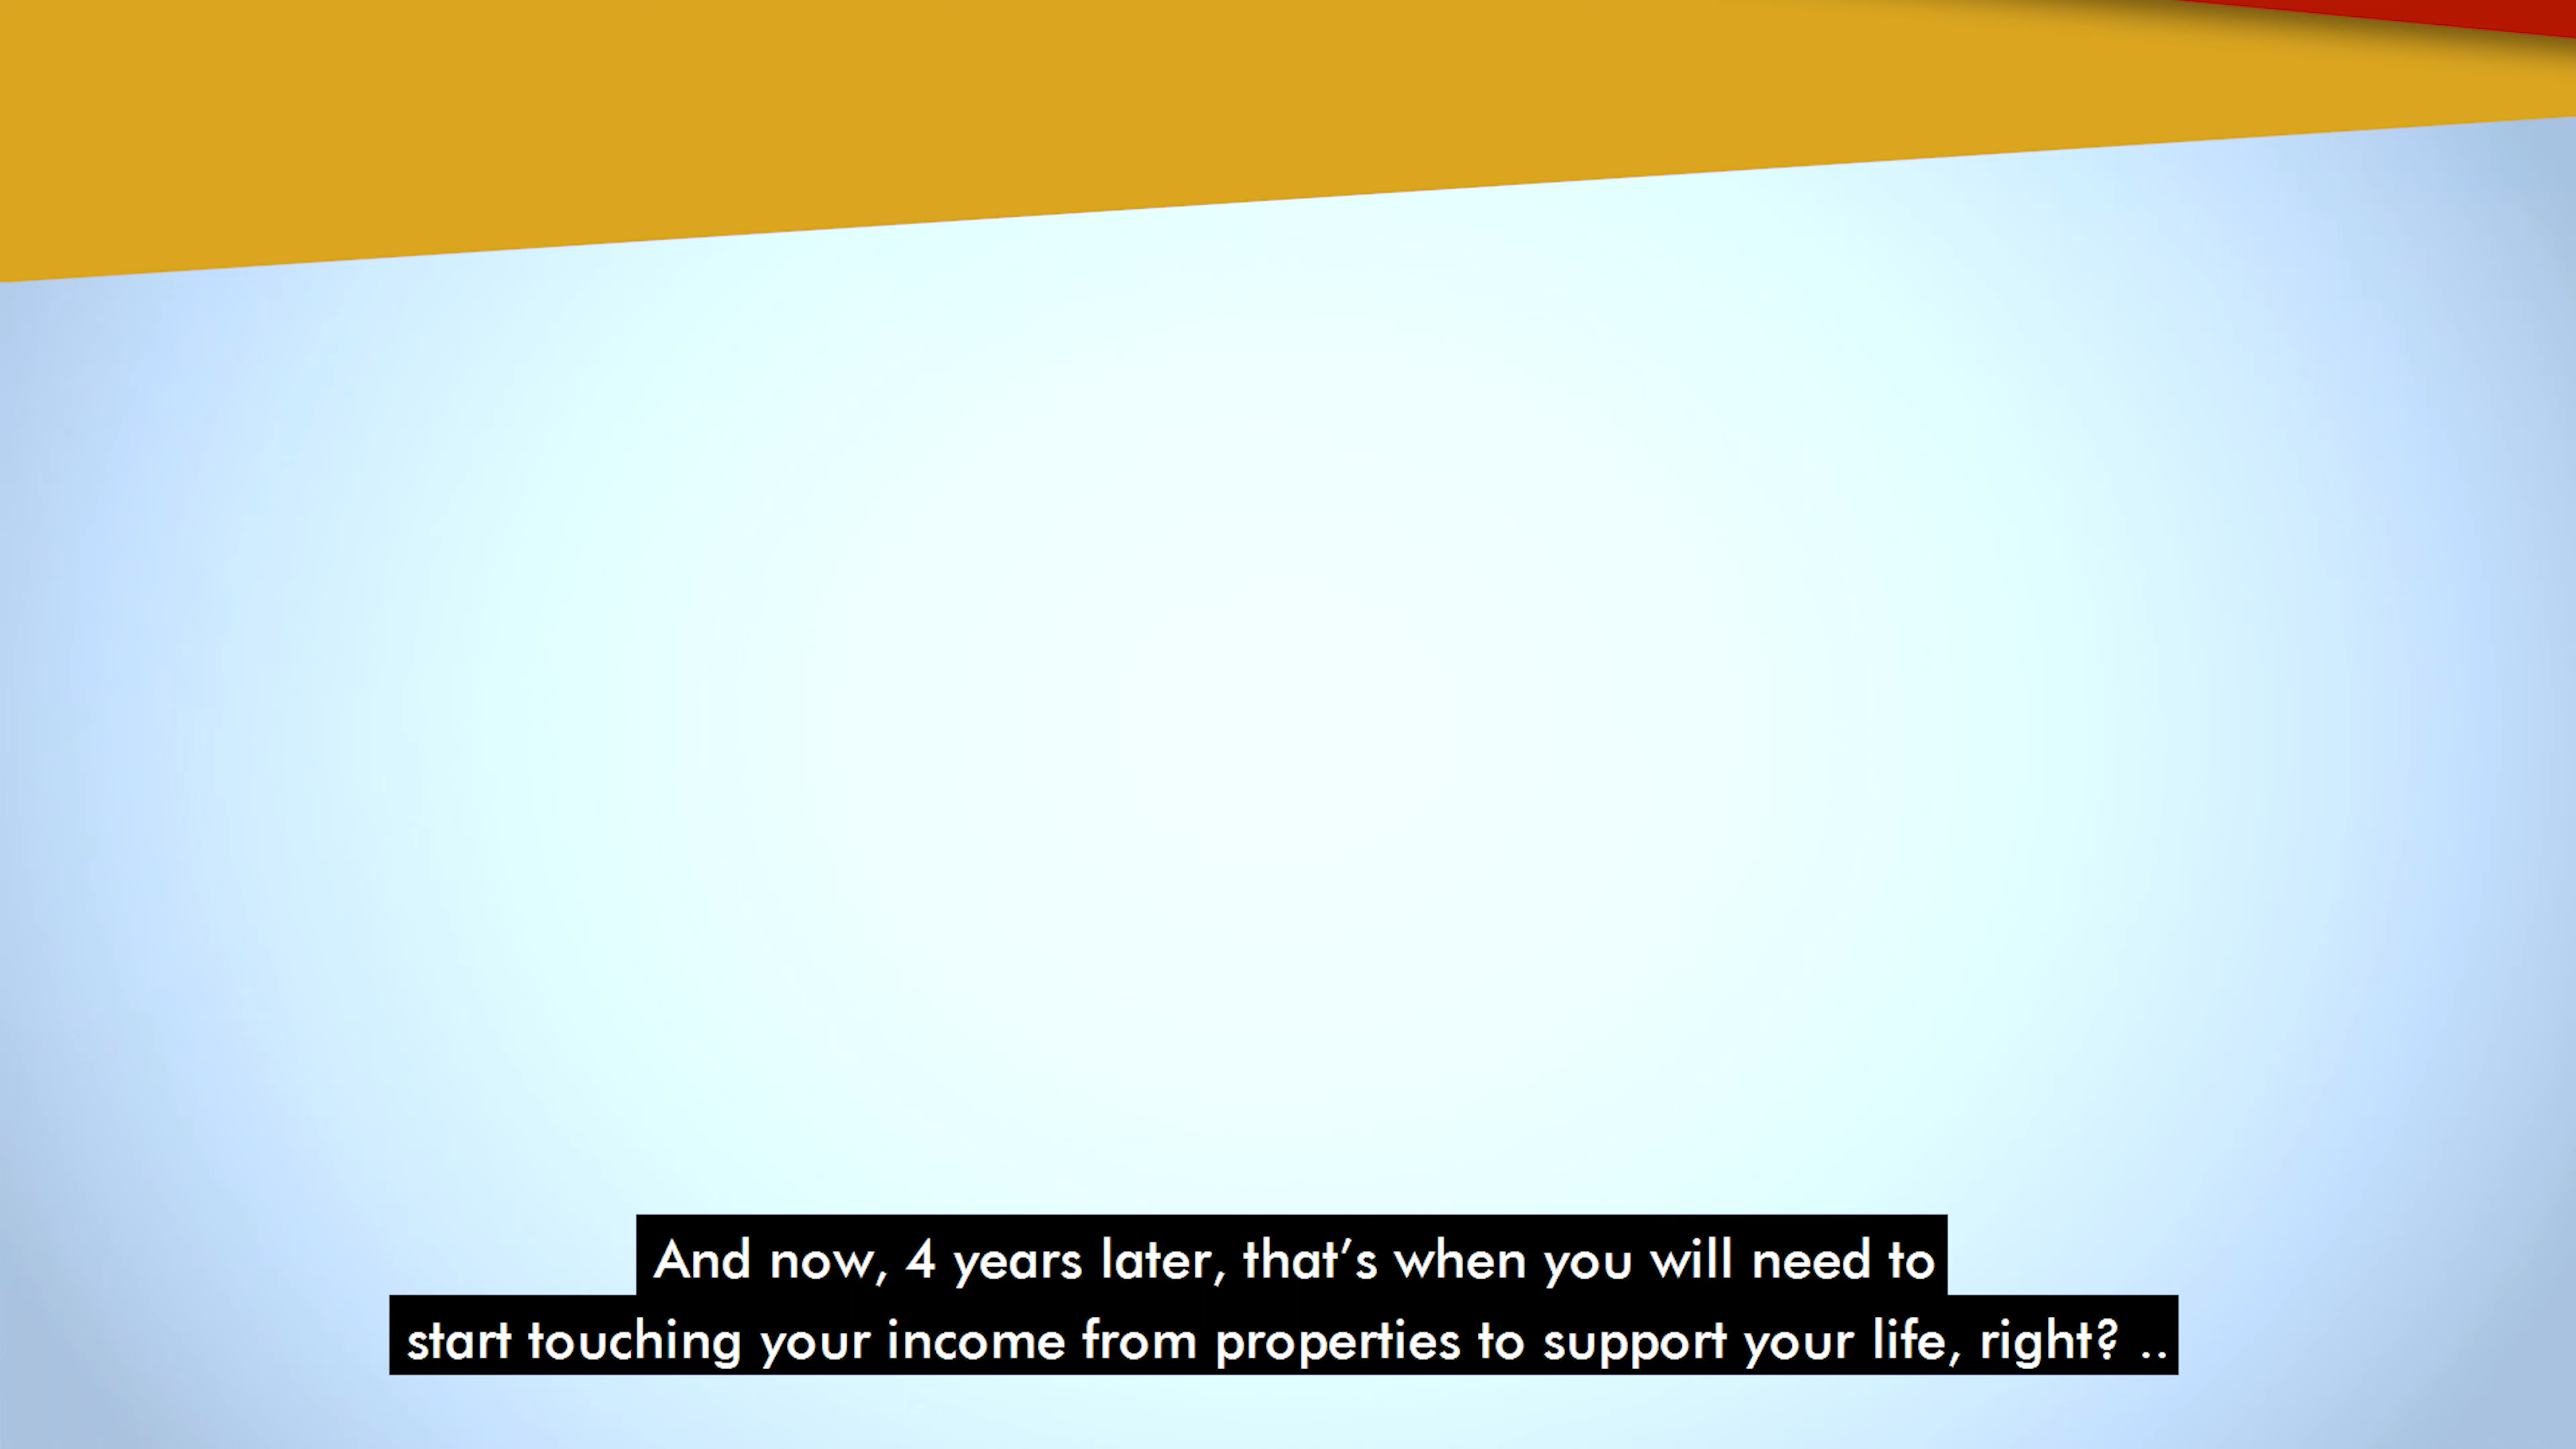 And now, 4 years later, that's when you will need to
start touching your income from properties to support your life, right? ..